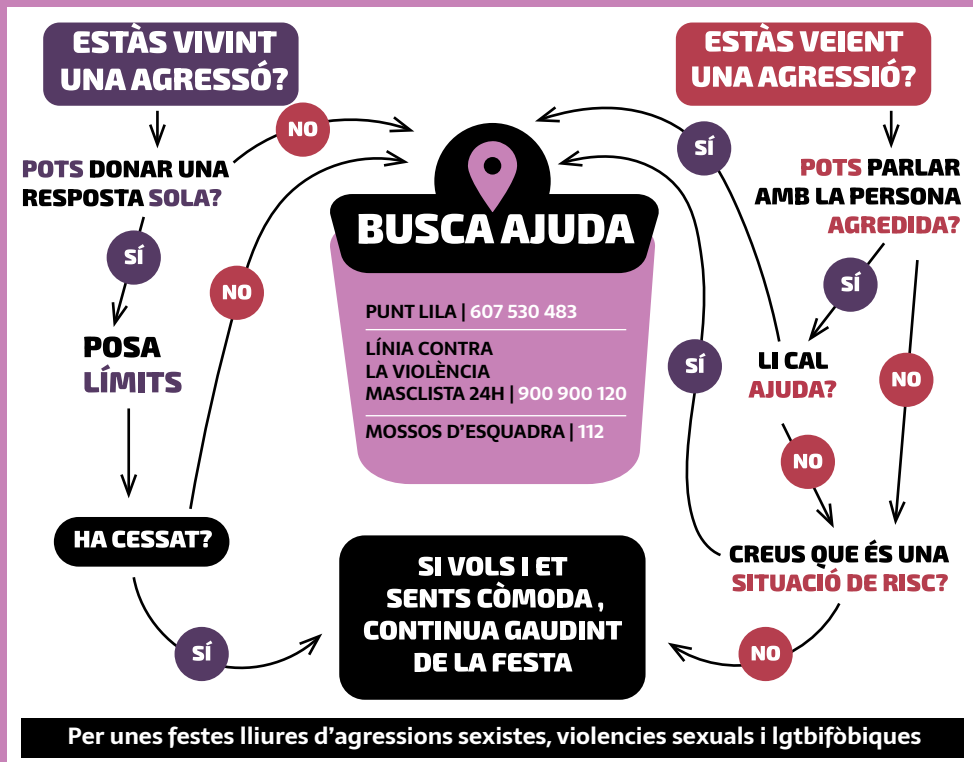 ESTÀS VIVINT
UNA AGRESSÓ?
NO
POTS DONAR UNA
RESPOSTA SOLA?
SÍ
NO
POSA
LÍMITS
HA CESSAT?
SÍ
BUSCA AJUDA
PUNT LILA | 607 530 483
LÍNIA CONTRA
LA VIOLÈNCIA
MASCLISTA 24H | 900 900 120
MOSSOS D'ESQUADRA | 112
SI VOLS I ET
SENTS CÒMODA ,
CONTINUA GAUDINT
DE LA FESTA
ESTÀS VEIENT
UNA AGRESSIÓ?
SÍ
POTS PARLAR
AMB LA PERSONA
AGREDIDA?
SÍ
LI CAL
AJUDA?
SÍ
NO
NO
CREUS QUE ÉS UNA
SITUACIÓ DE RISC?
NO
Per unes festes lliures d'agressions sexistes, violencies sexuals i lgtbifòbiques